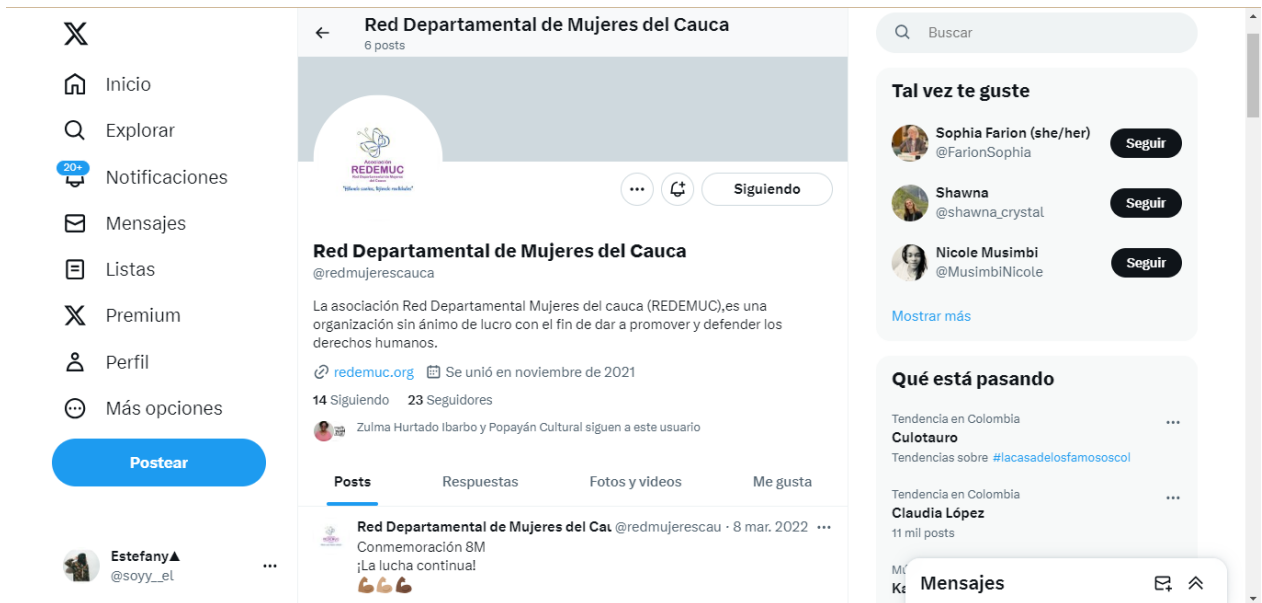 Inicio
Explorar
20+
Notificaciones
Mensajes
Listas
Premium
Perfil
Más opciones
Postear
Estefany▲
@soyy__el
Red Departamental de Mujeres del Cauca
6 posts
Asociación
REDEMUC
Red Departamental de Mujeres
del Cauca
Siguiendo
Red Departamental de Mujeres del Cauca
@redmujerescauca
La asociación Red Departamental Mujeres del cauca (REDEMUC),es una
organización sin ánimo de lucro con el fin de dar a promover y defender los
derechos humanos.
redemuc.org Se unió en noviembre de 2021
14 Siguiendo 23 Seguidores
Zulma Hurtado Ibarbo y Popayán Cultural siguen a este usuario
Posts Respuestas Fotos y videos Me gusta
Red Departamental de Mujeres del Cau @redmujerescau · 8 mar. 2022
Conmemoración 8M
¡La lucha continua!
Buscar
Tal vez te guste
Sophia Farion (she/her)
@FarionSophia
Seguir
Shawna
@shawna_crystal
Seguir
Nicole Musimbi
@MusimbiNicole
Seguir
Mostrar más
Qué está pasando
Tendencia en Colombia
Culotauro
Tendencias sobre #lacasadelosfamososcol
Tendencia en Colombia
Claudia López
11 mil posts
Mensajes